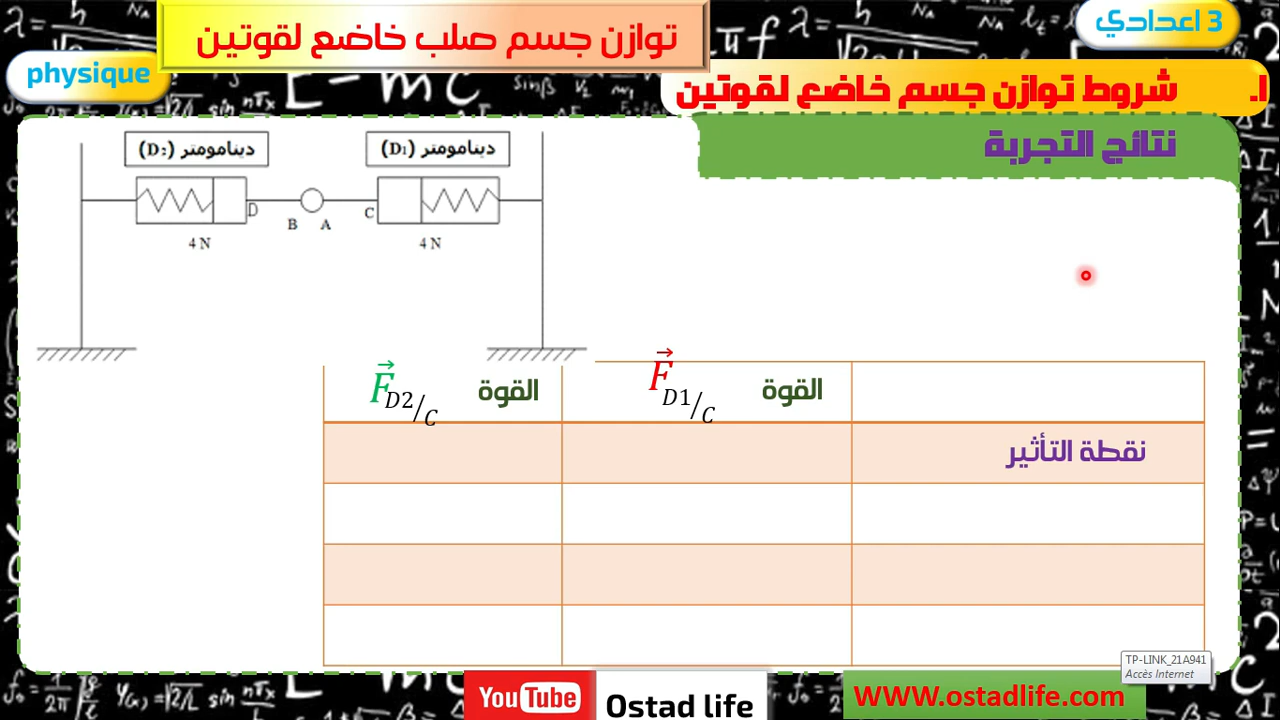 3 اعدادي
توازن جسم صلب خاضع لقوتين
physique
I. شروط توازن جسم خاضع لقوتين
نتائج التجربة
دينامومتر (D₂)
دينامومتر (D₁)
D
B
A
C
4 N
4 N
القوة F⃗ D1/C
القوة F⃗ D2/C
نقطة التأثير
TP-LINK_21A941
Accès Internet
YouTube
Ostad life
WWW.ostadlife.com